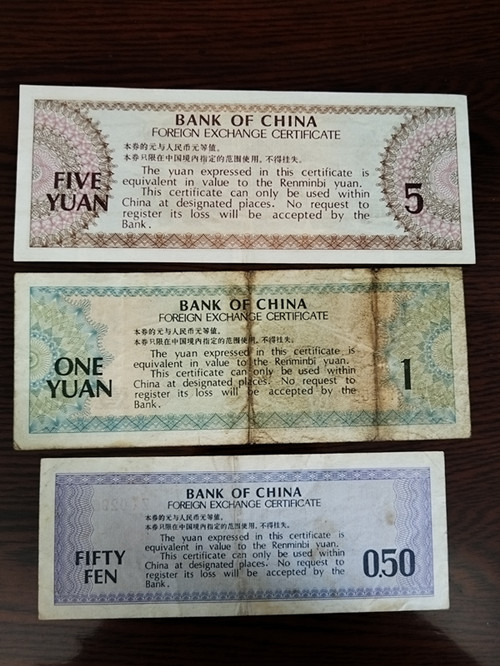 BANK OF CHINA
FOREIGN EXCHANGE CERTIFICATE
本券的元与人民币元等值。
本券只限在中国境内指定的范围使用，不得挂失。
The yuan expressed in this certificate is
equivalent in value to the Renminbi yuan.
This certificate can only be used within
China at designated places. No request to
register its loss will be accepted by the
Bank.
FIVE
YUAN
5
BANK OF CHINA
FOREIGN EXCHANGE CERTIFICATE
本券的元与人民币元等值。
本券只限在中国境内指定的范围使用，不得挂失。
The yuan expressed in this certificate is
equivalent in value to the Renminbi yuan.
This certificate can only be used within
China at designated places. No request to
register its loss will be accepted by the
Bank.
ONE
YUAN
1
BANK OF CHINA
FOREIGN EXCHANGE CERTIFICATE
本券的元与人民币元等值。
本券只限在中国境内指定的范围使用，不得挂失。
The yuan expressed in this certificate is
equivalent in value to the Renminbi yuan.
This certificate can only be used within
China at designated places. No request to
register its loss will be accepted by the
Bank.
FIFTY
FEN
0.50